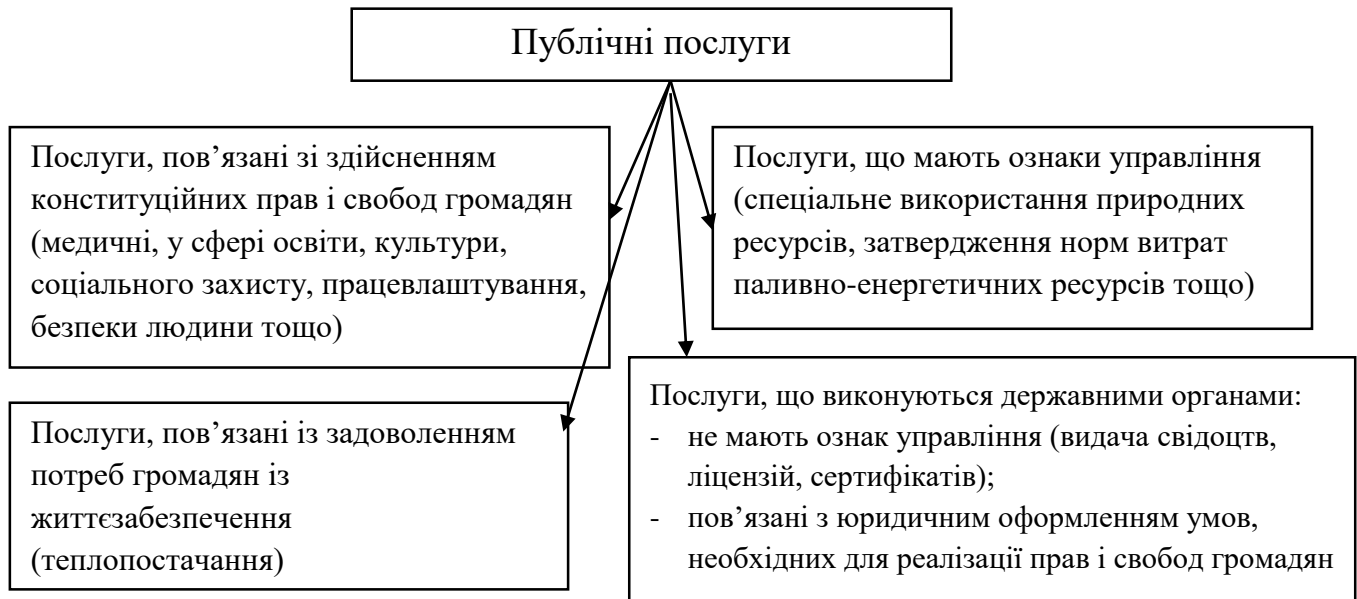 Публічні послуги
Послуги, пов’язані зі здійсненням
конституційних прав і свобод громадян
(медичні, у сфері освіти, культури,
соціального захисту, працевлаштування,
безпеки людини тощо)
Послуги, що мають ознаки управління
(спеціальне використання природних
ресурсів, затвердження норм витрат
паливно-енергетичних ресурсів тощо)
Послуги, пов’язані із задоволенням
потреб громадян із
життєзабезпечення
(теплопостачання)
Послуги, що виконуються державними органами:
- не мають ознак управління (видача свідоцтв,
ліцензій, сертифікатів);
- пов’язані з юридичним оформленням умов,
необхідних для реалізації прав і свобод громадян